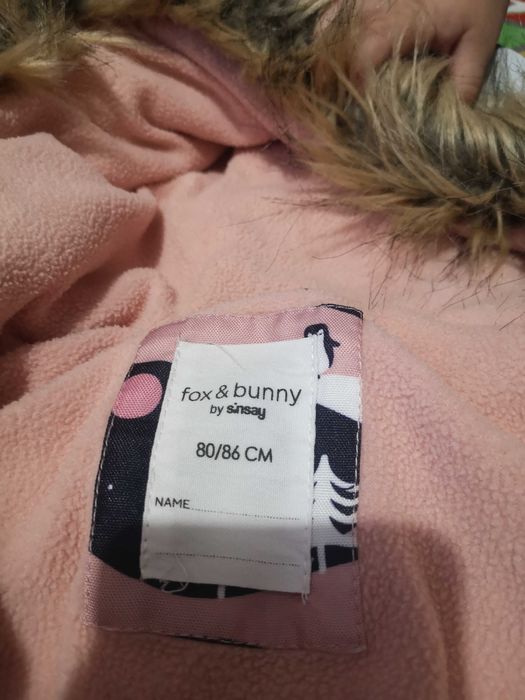 fox & bunny
by sinsay
80/86 CM
NAME..............................